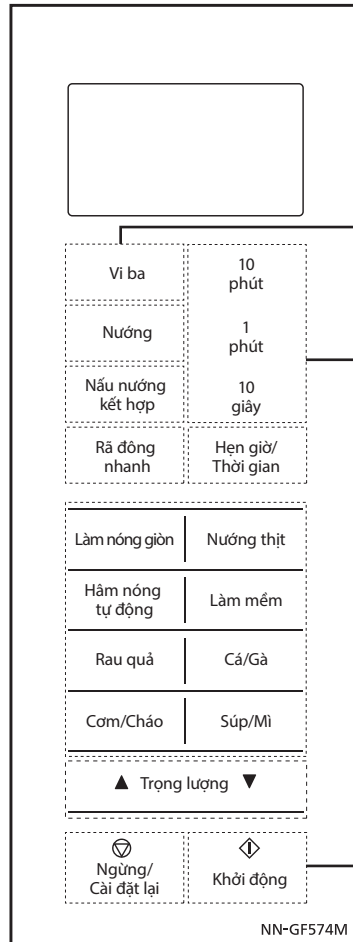 Vi ba
10
phút
Nướng
1
phút
Nấu nướng
kết hợp
10
giây
Rã đông
nhanh
Hẹn giờ/
Thời gian
Làm nóng giòn
Nướng thịt
Hâm nóng
tự động
Làm mềm
Rau quả
Cá/Gà
Cơm/Cháo
Súp/Mì
▲ Trọng lượng ▼
Ngừng/
Cài đặt lại
Khởi động
NN-GF574M